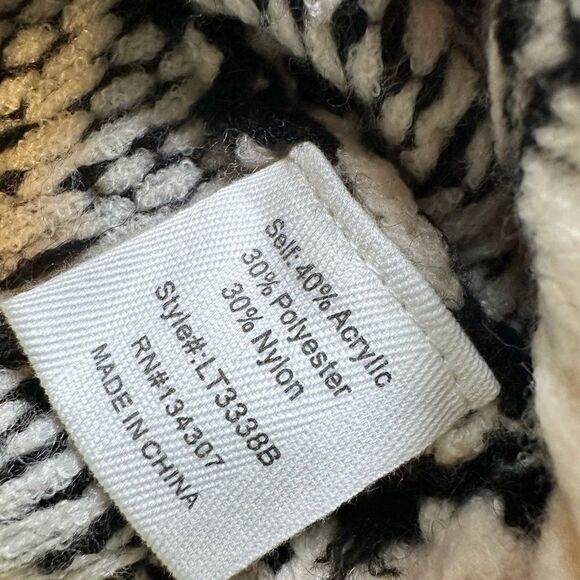 Self: 40% Acrylic
30% Polyester
30% Nylon
Style#:LT3338B
RN#134307
MADE IN CHINA